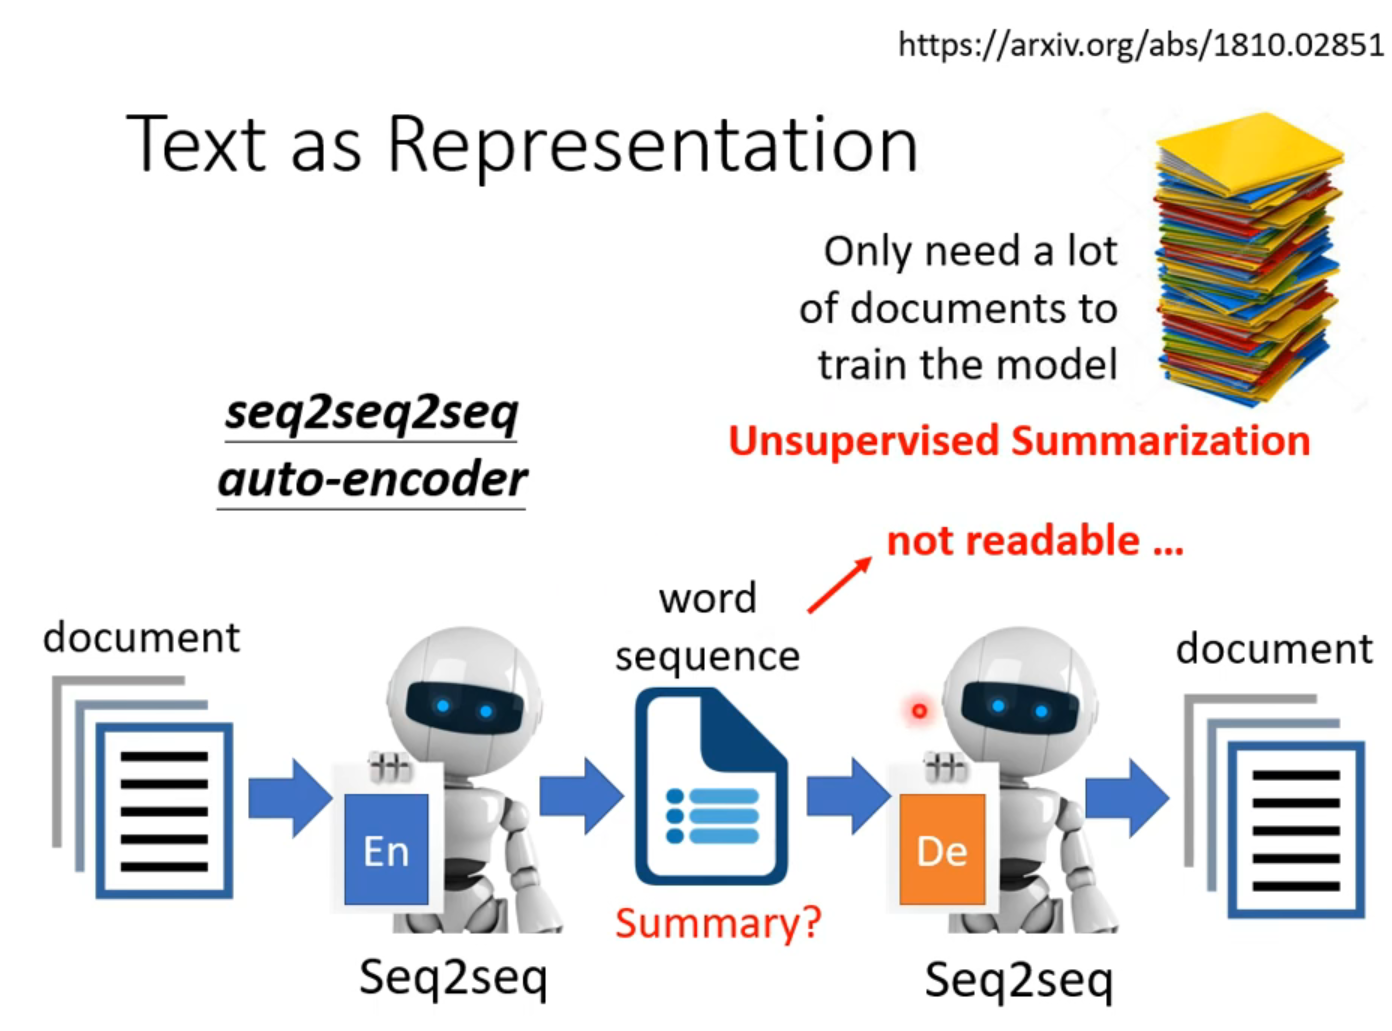 https://arxiv.org/abs/1810.02851
Text as Representation
Only need a lot
of documents to
train the model
seq2seq2seq
auto-encoder
Unsupervised Summarization
not readable ...
word
sequence
document
document
En
De
Summary?
Seq2seq
Seq2seq